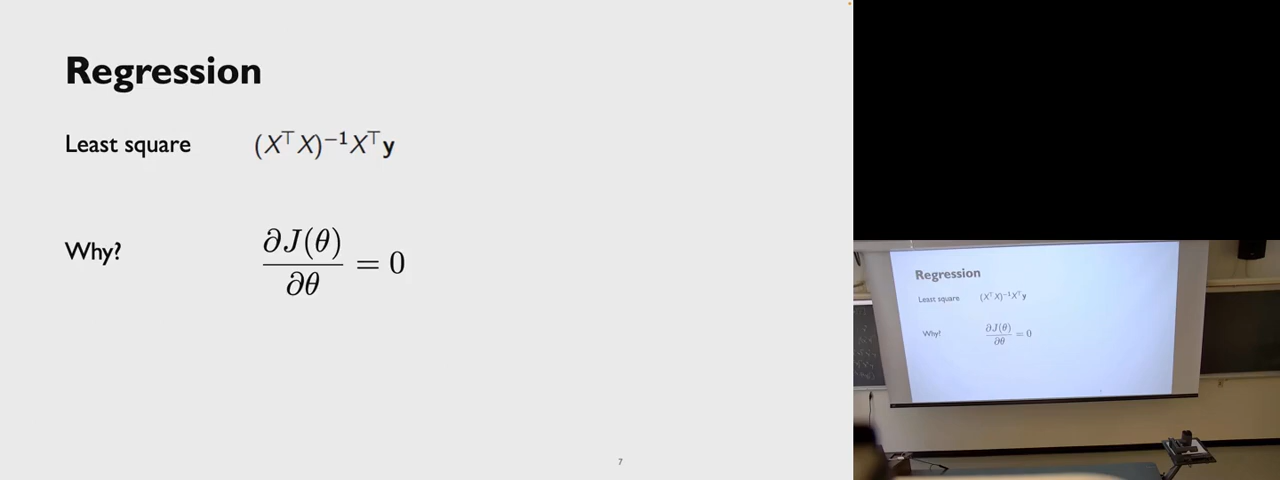 Regression
Least square (X^⊤ X)^−1 X^⊤ y
Why? ∂J(θ)/∂θ = 0
7
Regression
Least square (X^⊤ X)^−1 X^⊤ y
Why? ∂J(θ)/∂θ = 0